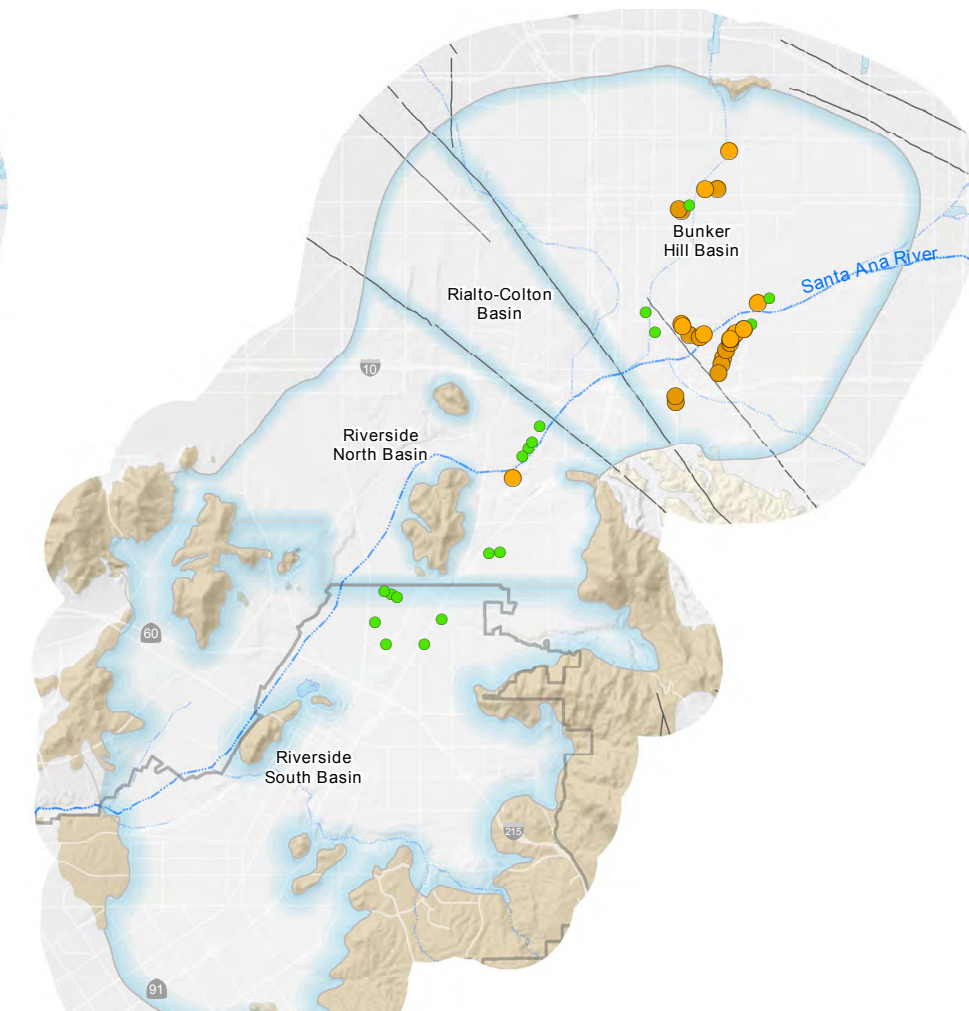 Bunker
Hill Basin
Santa Ana River
Rialto-Colton
Basin
10
Riverside
North Basin
60
Riverside
South Basin
215
91